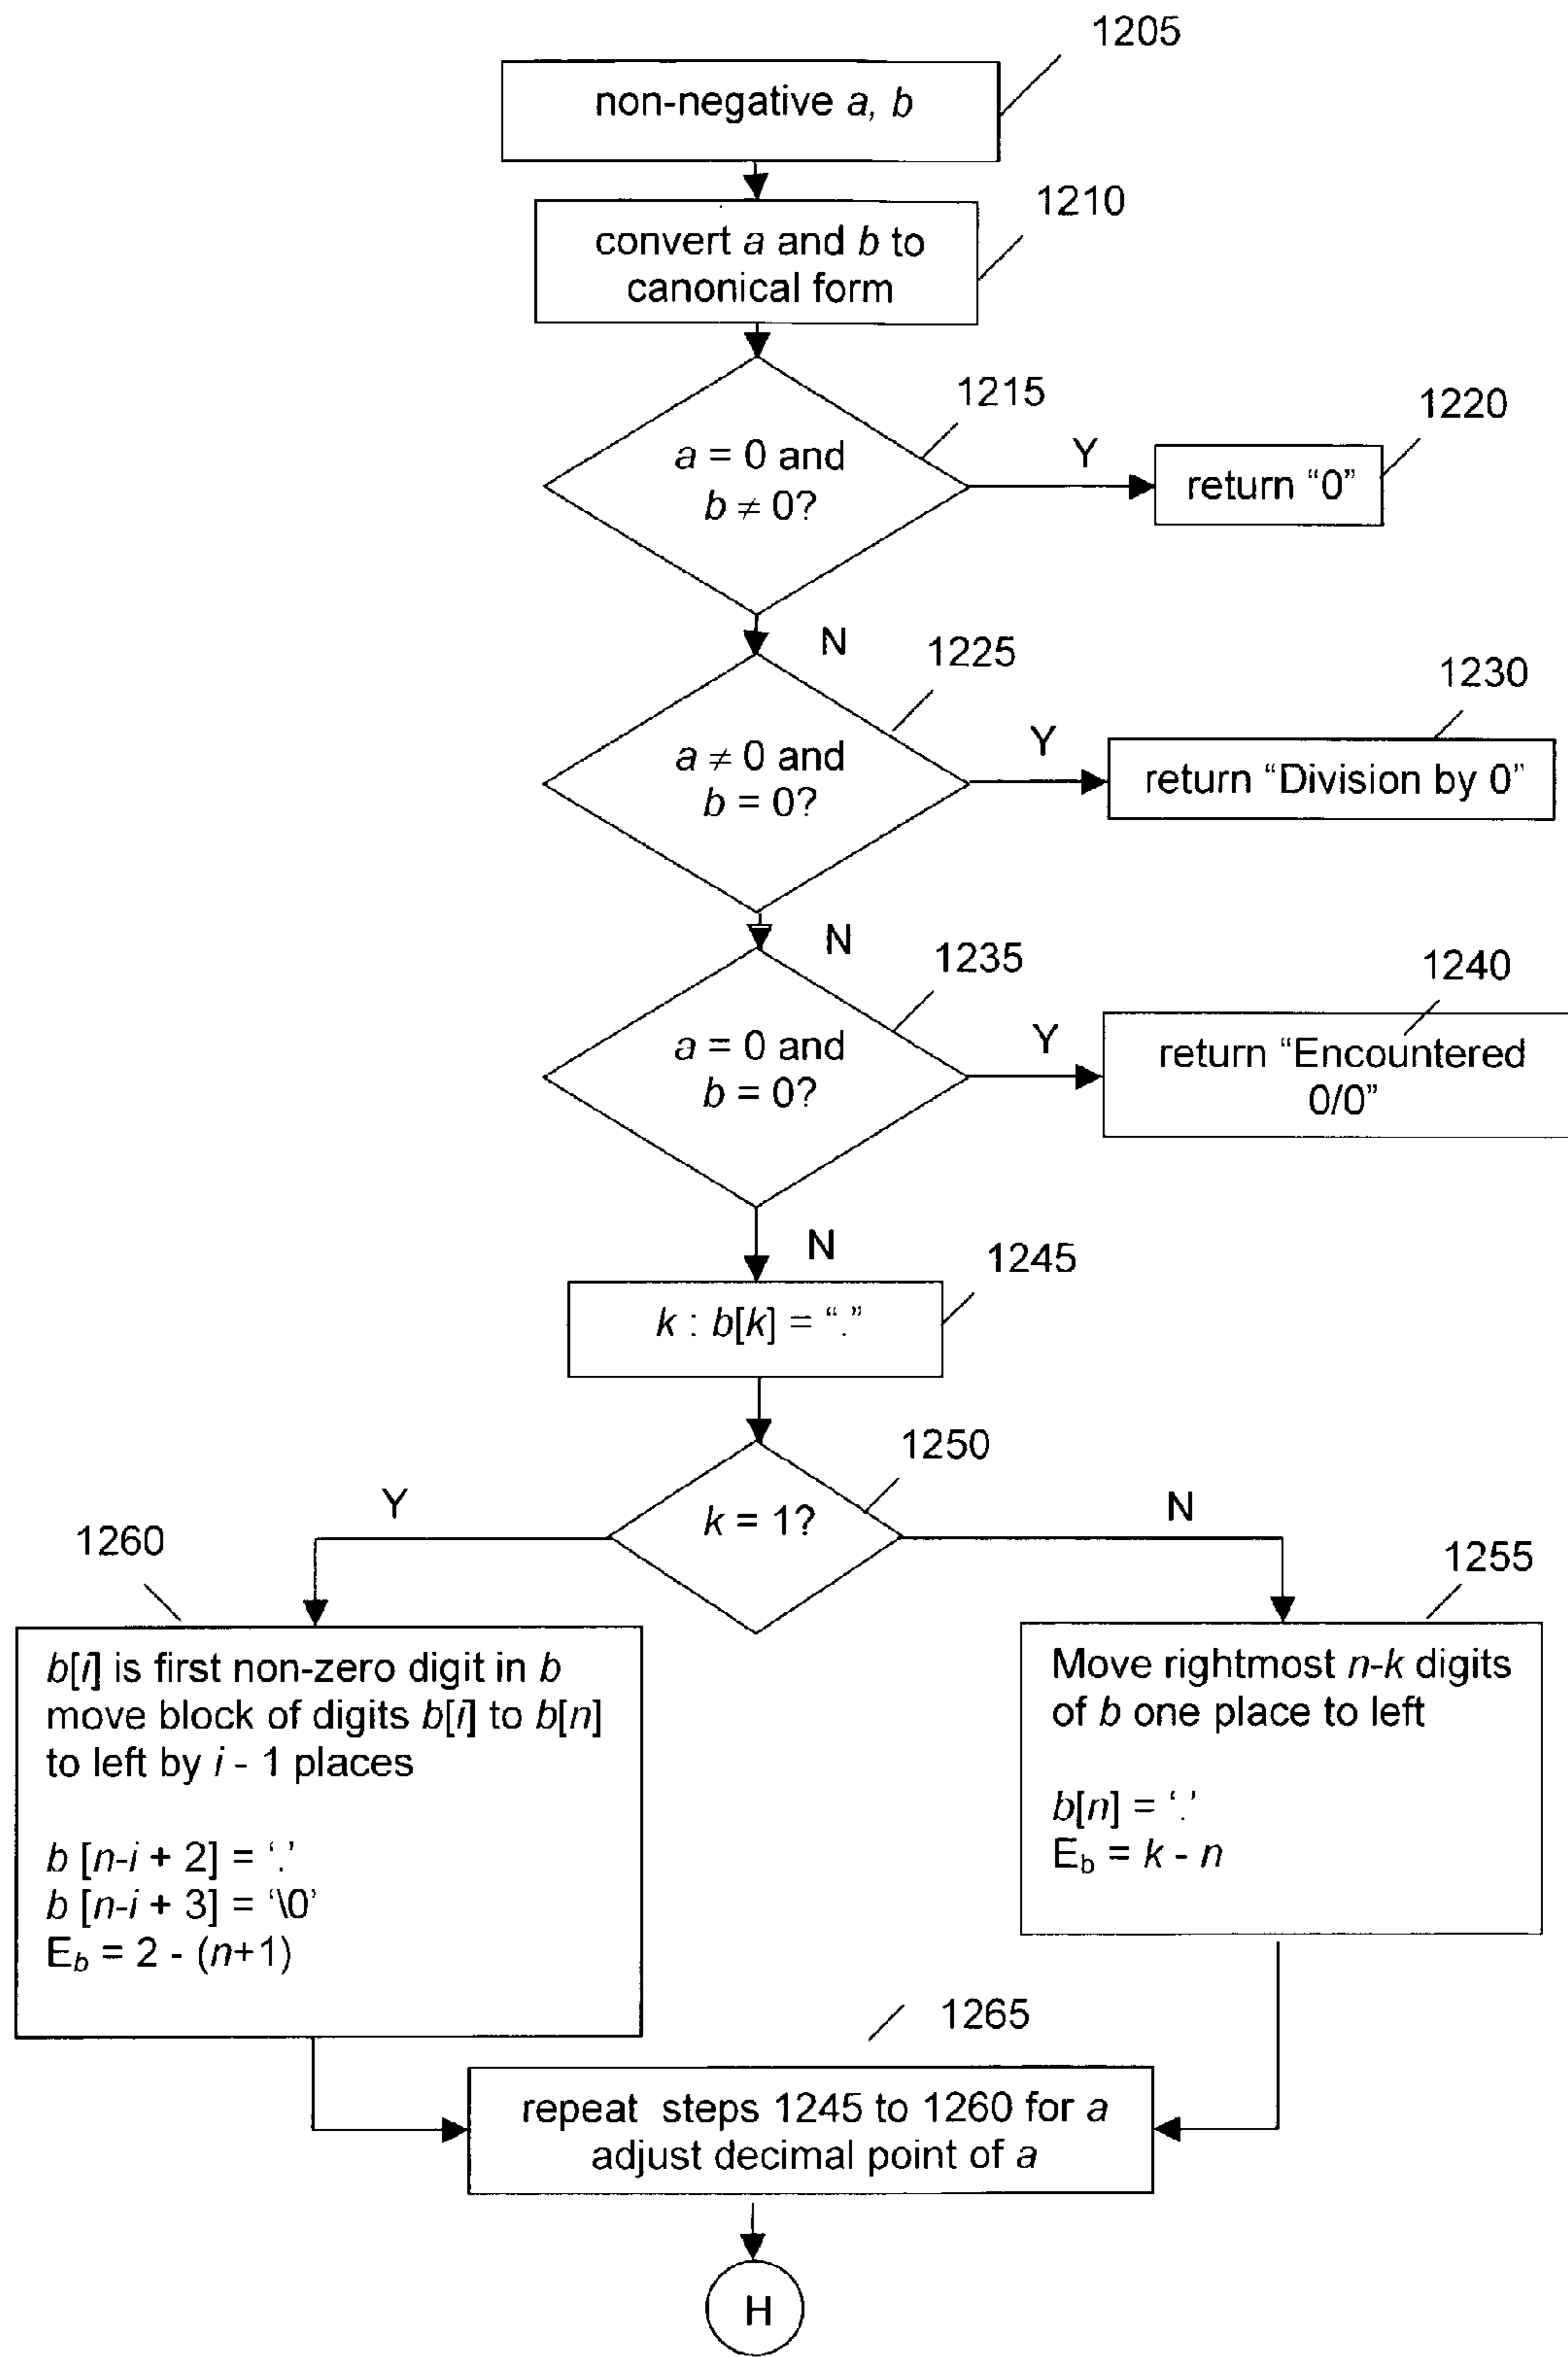 1205
non-negative a, b
1210
convert a and b to
canonical form
1215
a = 0 and
b ≠ 0?
Y
1220
return “0”
N
1225
a ≠ 0 and
b = 0?
Y
1230
return “Division by 0”
N
1235
a = 0 and
b = 0?
Y
1240
return “Encountered
0/0”
N
1245
k : b[k] = “.”
1250
k = 1?
Y
N
1260
b[i] is first non-zero digit in b
move block of digits b[i] to b[n]
to left by i - 1 places
b [n-i + 2] = ‘.’
b [n-i + 3] = ‘\0’
Eb = 2 - (n+1)
1255
Move rightmost n-k digits
of b one place to left
b[n] = ‘.’
Eb = k - n
1265
repeat steps 1245 to 1260 for a
adjust decimal point of a
H